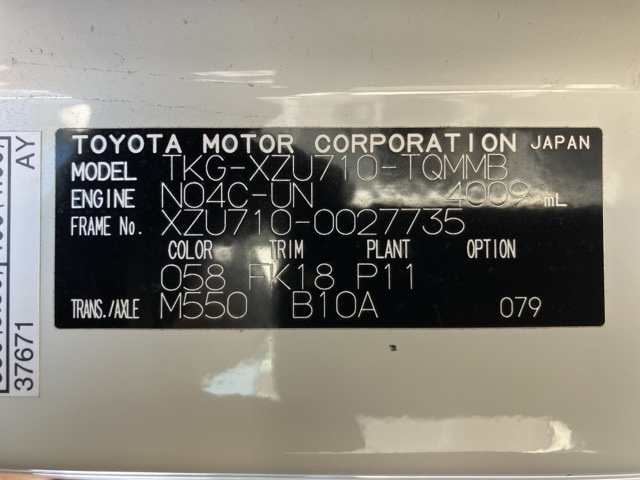 TOYOTA MOTOR CORPORATION JAPAN
MODEL TKG-XZU710-TQMMB
ENGINE N04C-UN 4009 mL
FRAME No. XZU710-0027735
COLOR TRIM PLANT OPTION
058 FK18 P11
TRANS./AXLE M550 B10A 079
AY
37671